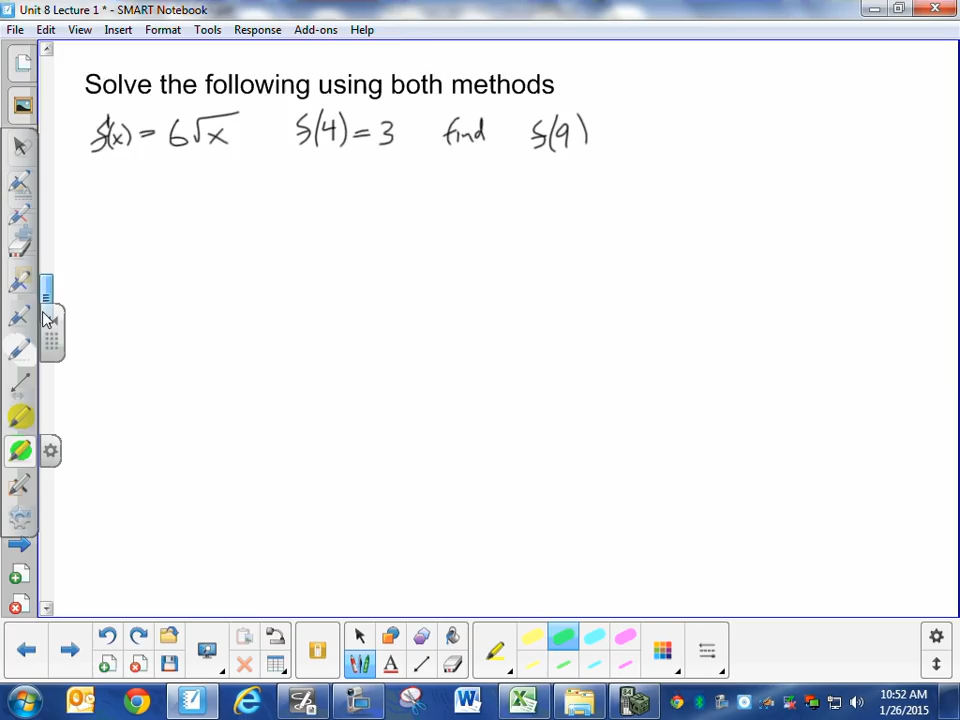 Unit 8 Lecture 1 * - SMART Notebook
File Edit View Insert Format Tools Response Add-ons Help
Solve the following using both methods
f'(x) = 6√x f(4) = 3 find f(9)
A
10:52 AM
1/26/2015